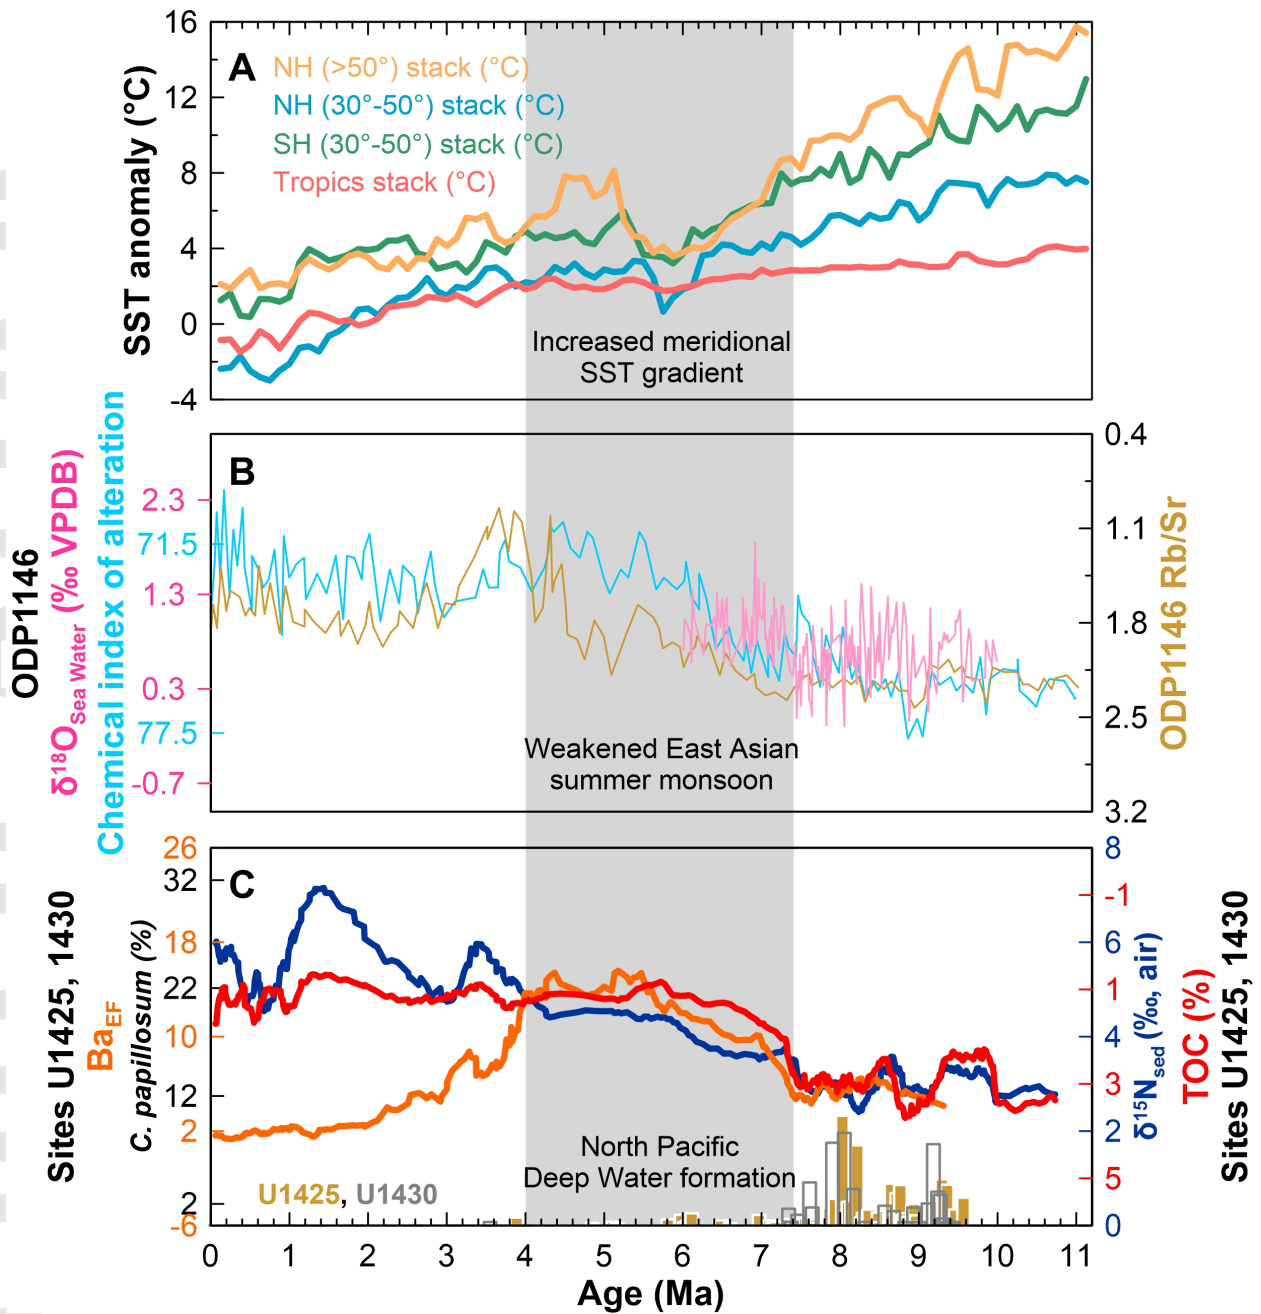 16
12
8
4
0
-4
SST anomaly (°C)
A
NH (>50°) stack (°C)
NH (30°-50°) stack (°C)
SH (30°-50°) stack (°C)
Tropics stack (°C)
Increased meridional
SST gradient
ODP1146
δ18OSea Water (‰ VPDB)
Chemical index of alteration
2.3
71.5
1.3
0.3
77.5
-0.7
B
Weakened East Asian
summer monsoon
0.4
1.1
1.8
2.5
3.2
ODP1146 Rb/Sr
Sites U1425, 1430
BaEF
C. papillosum (%)
26
32
18
22
10
12
2
2
-6
C
North Pacific
Deep Water formation
U1425, U1430
8
-1
6
1
4
3
2
5
0
δ15Nsed (‰, air)
TOC (%)
Sites U1425, 1430
0 1 2 3 4 5 6 7 8 9 10 11
Age (Ma)